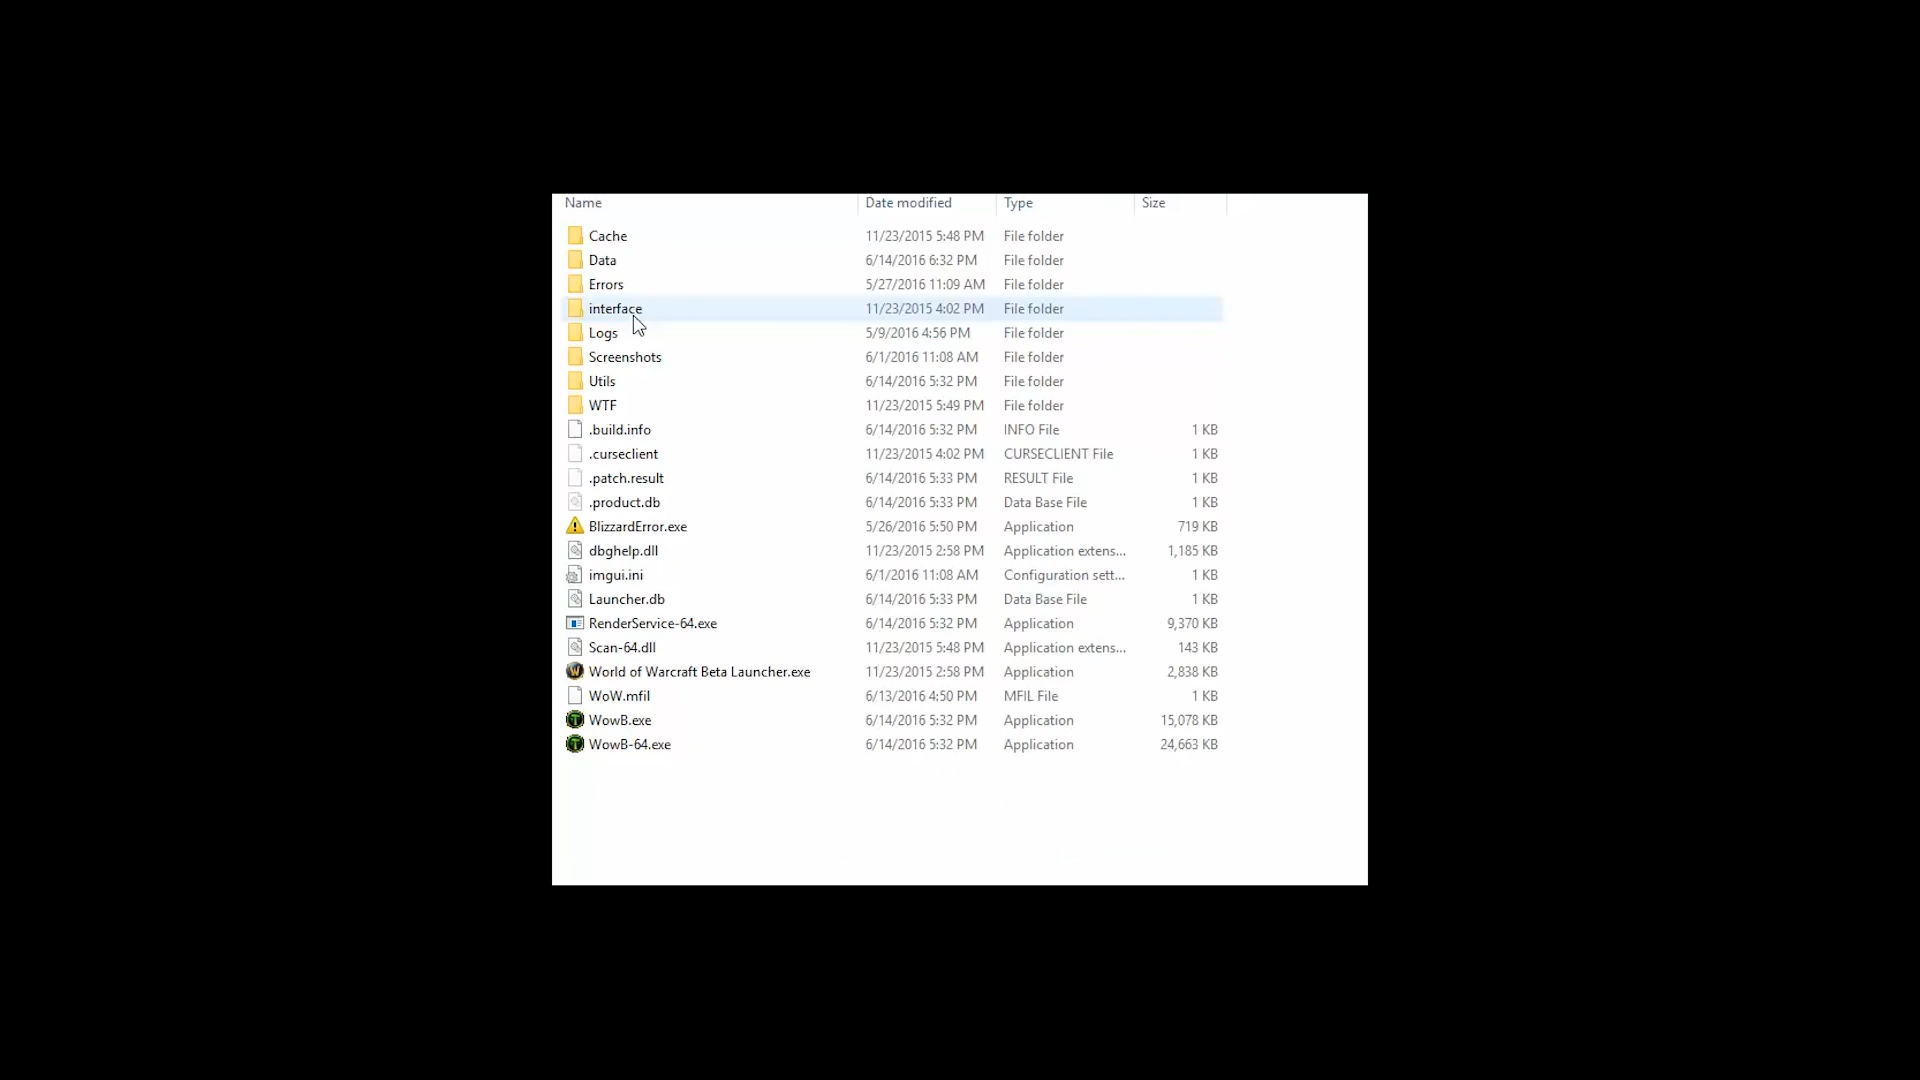 Name Date modified Type Size
Cache 11/23/2015 5:48 PM File folder
Data 6/14/2016 6:32 PM File folder
Errors 5/27/2016 11:09 AM File folder
interface 11/23/2015 4:02 PM File folder
Logs 5/9/2016 4:56 PM File folder
Screenshots 6/1/2016 11:08 AM File folder
Utils 6/14/2016 5:32 PM File folder
WTF 11/23/2015 5:49 PM File folder
.build.info 6/14/2016 5:32 PM INFO File 1 KB
.curseclient 11/23/2015 4:02 PM CURSECLIENT File 1 KB
.patch.result 6/14/2016 5:33 PM RESULT File 1 KB
.product.db 6/14/2016 5:33 PM Data Base File 1 KB
BlizzardError.exe 5/26/2016 5:50 PM Application 719 KB
dbghelp.dll 11/23/2015 2:58 PM Application extens... 1,185 KB
imgui.ini 6/1/2016 11:08 AM Configuration sett... 1 KB
Launcher.db 6/14/2016 5:33 PM Data Base File 1 KB
RenderService-64.exe 6/14/2016 5:32 PM Application 9,370 KB
Scan-64.dll 11/23/2015 5:48 PM Application extens... 143 KB
World of Warcraft Beta Launcher.exe 11/23/2015 2:58 PM Application 2,838 KB
WoW.mfil 6/13/2016 4:50 PM MFIL File 1 KB
WowB.exe 6/14/2016 5:32 PM Application 15,078 KB
WowB-64.exe 6/14/2016 5:32 PM Application 24,663 KB